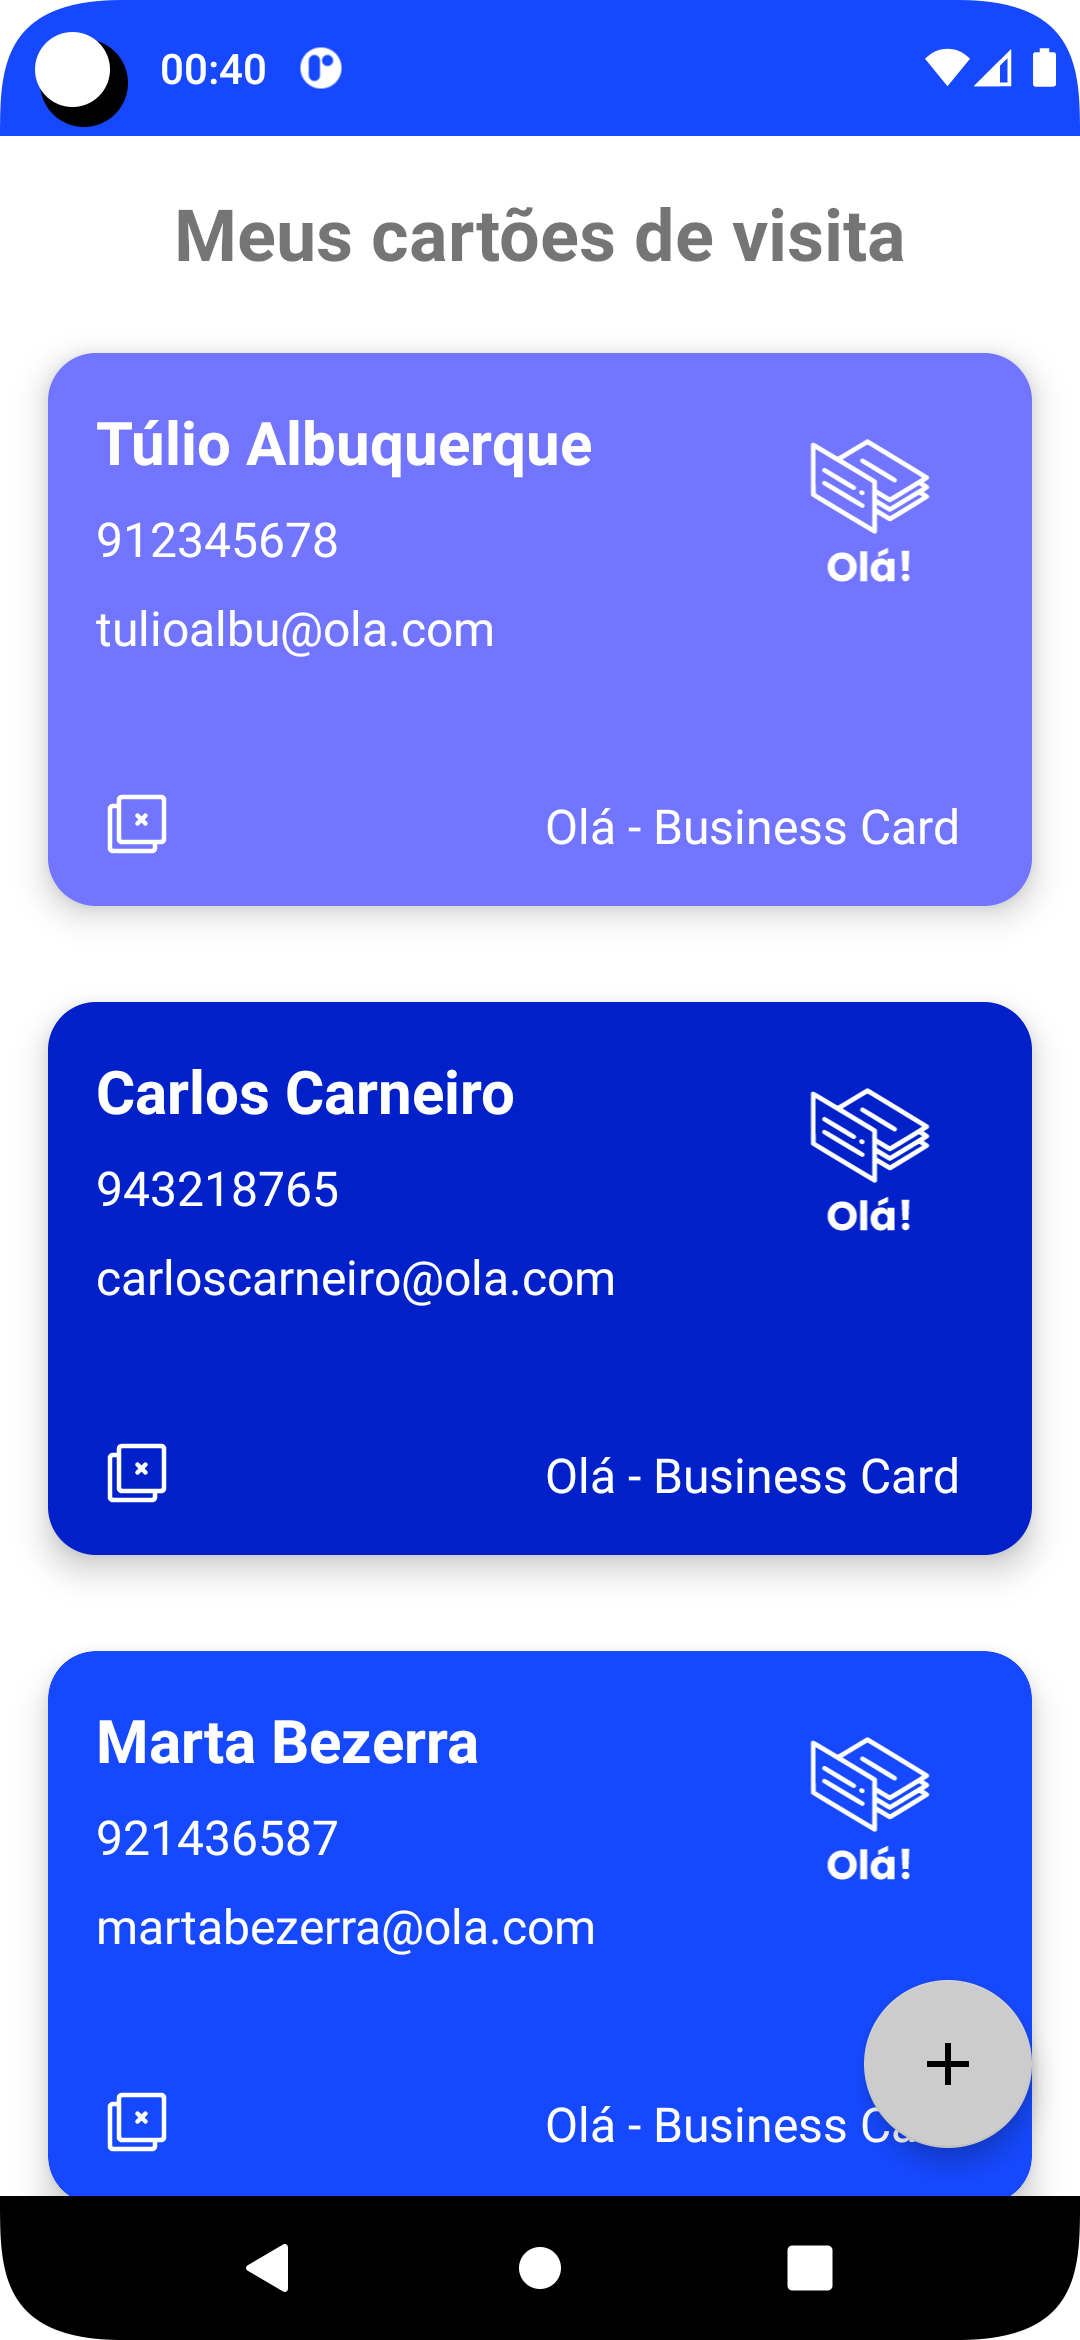 00:40
Meus cartões de visita
Túlio Albuquerque
912345678
tulioalbu@ola.com
Olá!
Olá - Business Card
Carlos Carneiro
943218765
carloscarneiro@ola.com
Olá!
Olá - Business Card
Marta Bezerra
921436587
martabezerra@ola.com
Olá!
Olá - Business